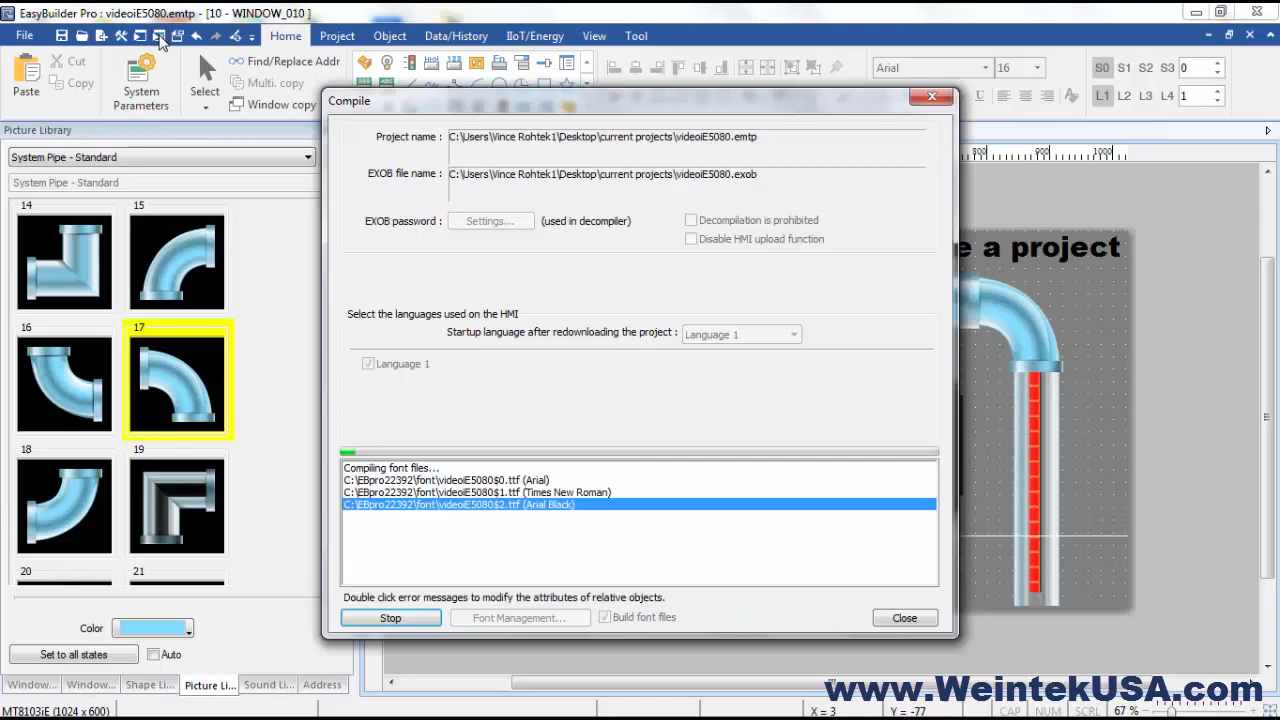 EasyBuilder Pro : videoiE5080.emtp - [10 - WINDOW_010 ]
File Home Project Object Data/History IIoT/Energy View Tool
Paste Cut Copy System Parameters Select Find/Replace Addr Multi. copy Window copy
Arial 16 S0 S1 S2 S3 0
U L1 L2 L3 L4 1
Picture Library
System Pipe - Standard
System Pipe - Standard
14 15
16 17
18 19
20 21
Color
Set to all states Auto
Window... Window... Shape Li... Picture Li... Sound Li... Address
MT8103iE (1024 x 600) X = 3 Y = -77 CAP NUM SCRL 67 %
Compile
Project name : C:\Users\Vince Rohtek1\Desktop\current projects\videoiE5080.emtp
EXOB file name : C:\Users\Vince Rohtek1\Desktop\current projects\videoiE5080.exob
EXOB password : Settings... (used in decompiler) Decompilation is prohibited
Disable HMI upload function
Select the languages used on the HMI
Startup language after redownloading the project : Language 1
Language 1
Compiling font files...
C:\EBpro22392\font\videoiE5080$0.ttf (Arial)
C:\EBpro22392\font\videoiE5080$1.ttf (Times New Roman)
C:\EBpro22392\font\videoiE5080$2.ttf (Arial Black)
Double click error messages to modify the attributes of relative objects.
Stop Font Management... Build font files Close
800 900 1000
e a project
www.WeintekUSA.com